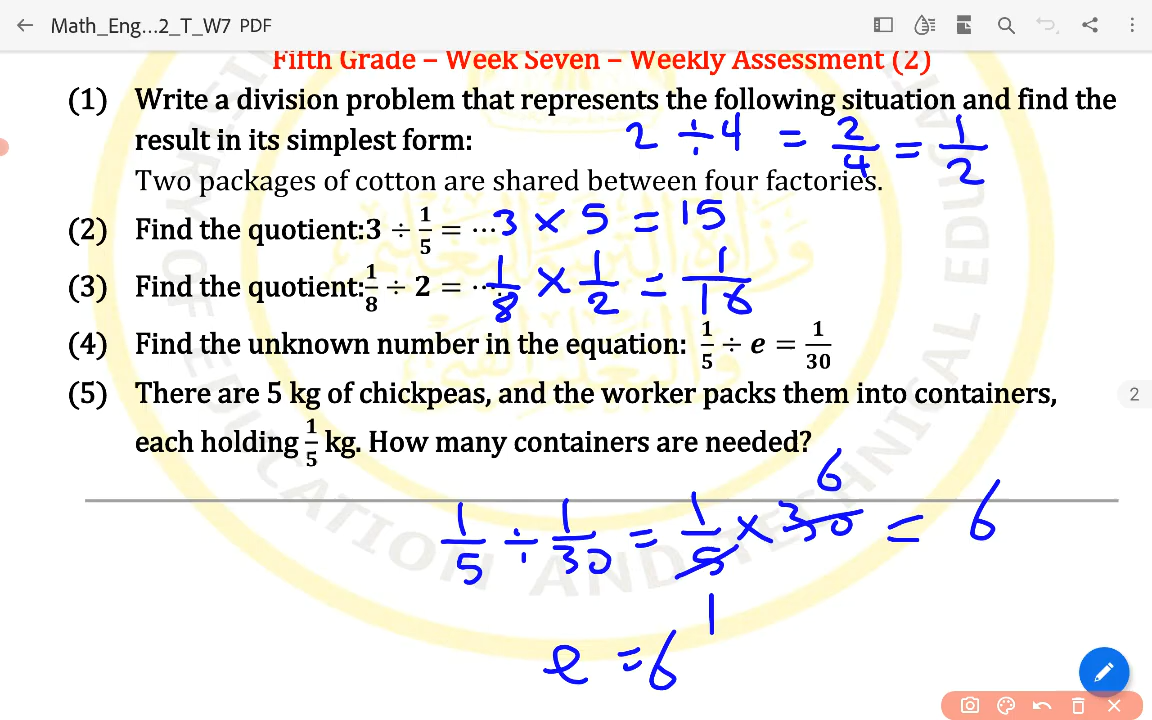 Math_Eng...2_T_W7 PDF
Fifth Grade – Week Seven – Weekly Assessment (2)
(1) Write a division problem that represents the following situation and find the
result in its simplest form: 2 ÷ 4 = 2/4 = 1/2
Two packages of cotton are shared between four factories.
(2) Find the quotient:3 ÷ 1/5 = ... 3 × 5 = 15
(3) Find the quotient:1/8 ÷ 2 = ... 1/8 × 1/2 = 1/16
(4) Find the unknown number in the equation: 1/5 ÷ e = 1/30
(5) There are 5 kg of chickpeas, and the worker packs them into containers,
2
each holding 1/5 kg. How many containers are needed?
6
1/5 ÷ 1/30 = 1/5 × 30 = 6
1
e = 6
EDUCATION AND TECHNICAL EDUC